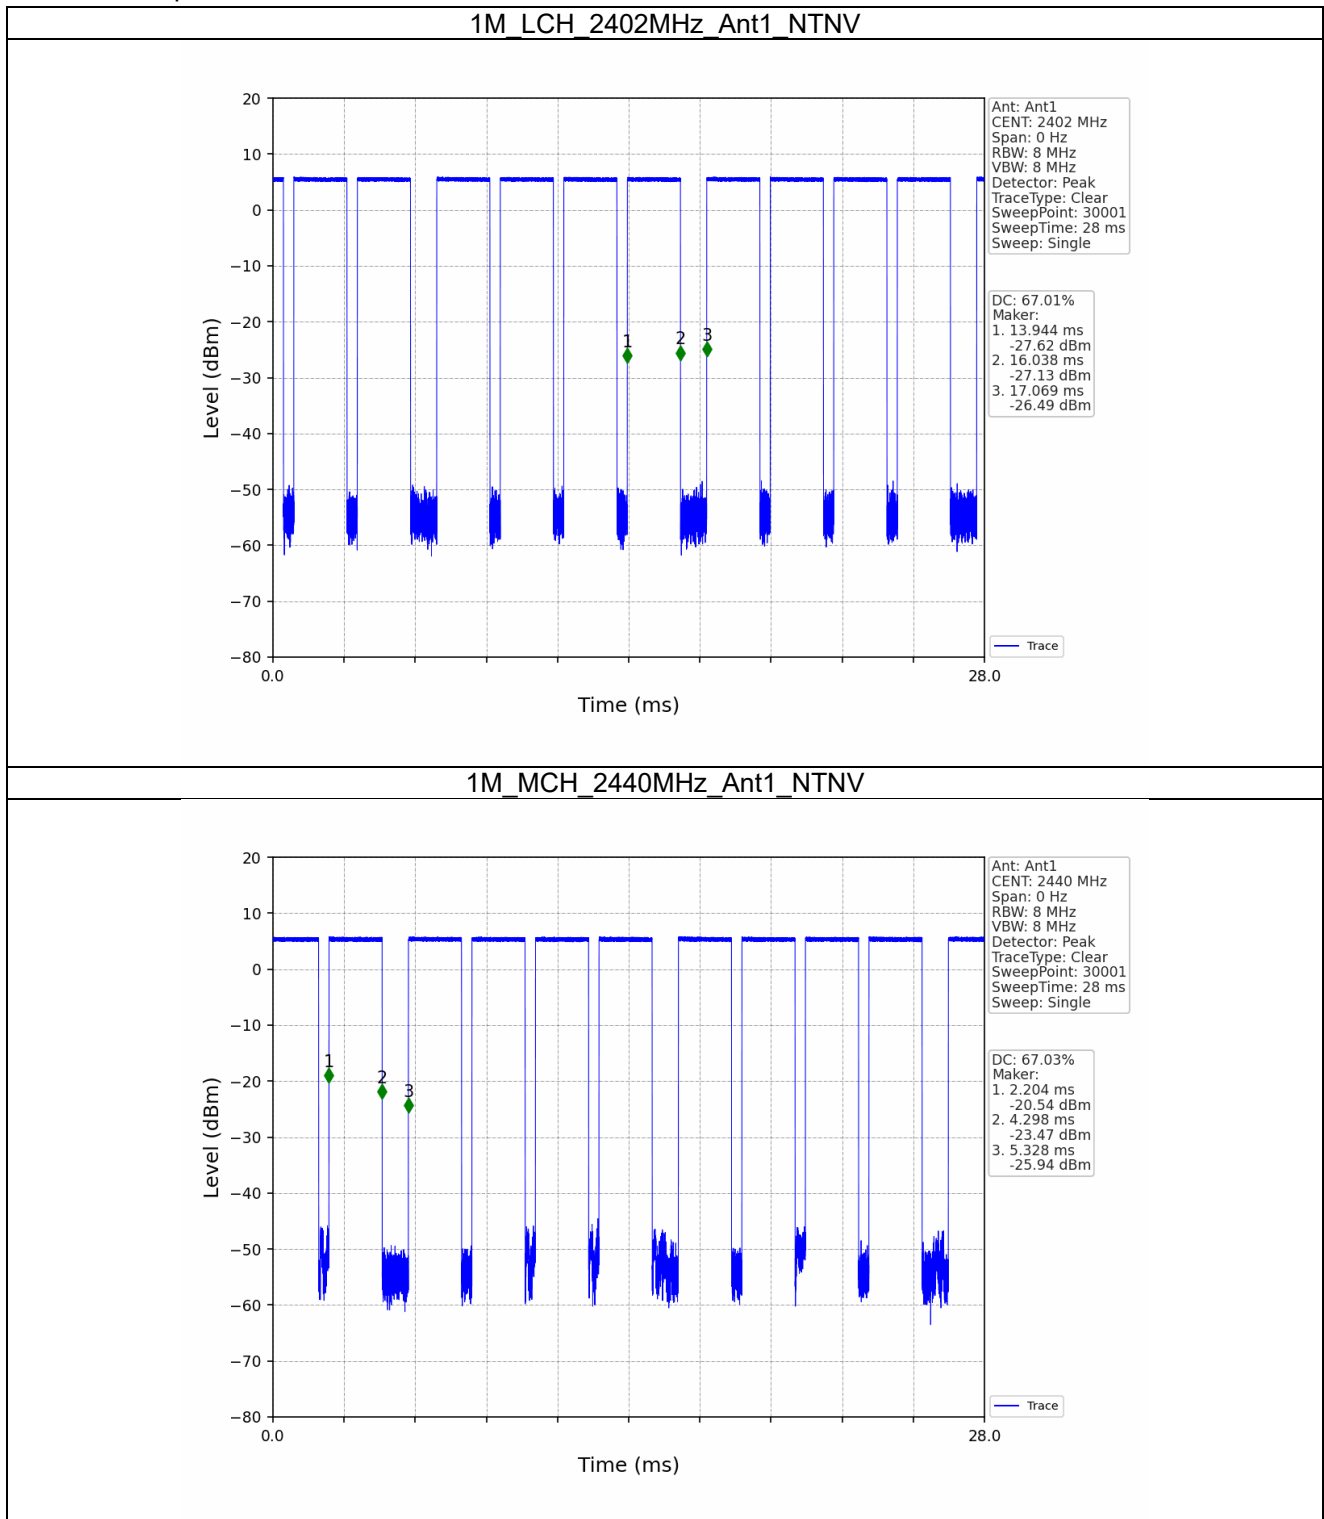 1M_LCH_2402MHz_Ant1_NTNV
20
10
0
−10
−20
−30
−40
−50
−60
−70
−80
Level (dBm)
0.0
28.0
Time (ms)
1
2
3
Ant: Ant1
CENT: 2402 MHz
Span: 0 Hz
RBW: 8 MHz
VBW: 8 MHz
Detector: Peak
TraceType: Clear
SweepPoint: 30001
SweepTime: 28 ms
Sweep: Single
DC: 67.01%
Maker:
1. 13.944 ms
-27.62 dBm
2. 16.038 ms
-27.13 dBm
3. 17.069 ms
-26.49 dBm
Trace
1M_MCH_2440MHz_Ant1_NTNV
20
10
0
−10
−20
−30
−40
−50
−60
−70
−80
Level (dBm)
0.0
28.0
Time (ms)
1
2
3
Ant: Ant1
CENT: 2440 MHz
Span: 0 Hz
RBW: 8 MHz
VBW: 8 MHz
Detector: Peak
TraceType: Clear
SweepPoint: 30001
SweepTime: 28 ms
Sweep: Single
DC: 67.03%
Maker:
1. 2.204 ms
-20.54 dBm
2. 4.298 ms
-23.47 dBm
3. 5.328 ms
-25.94 dBm
Trace